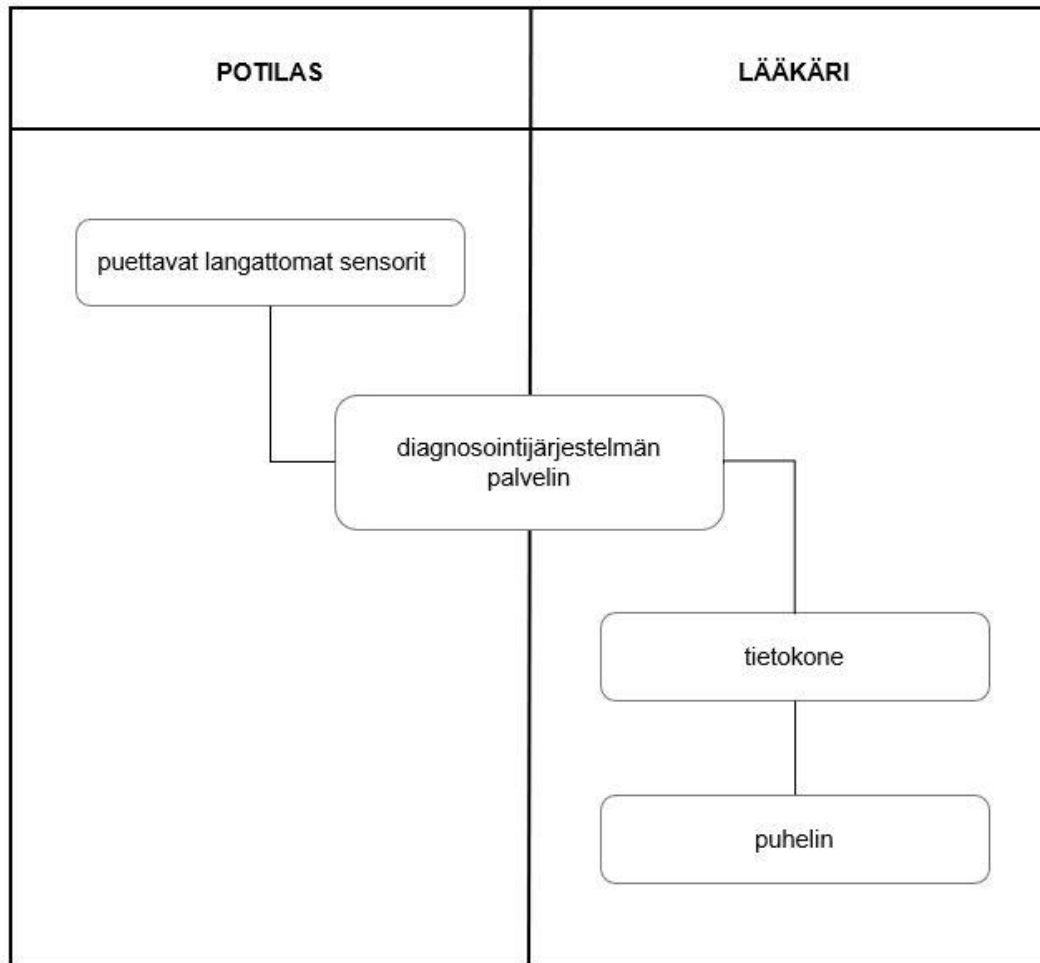 POTILAS
LÄÄKÄRI
puettavat langattomat sensorit
diagnosointijärjestelmän
palvelin
tietokone
puhelin